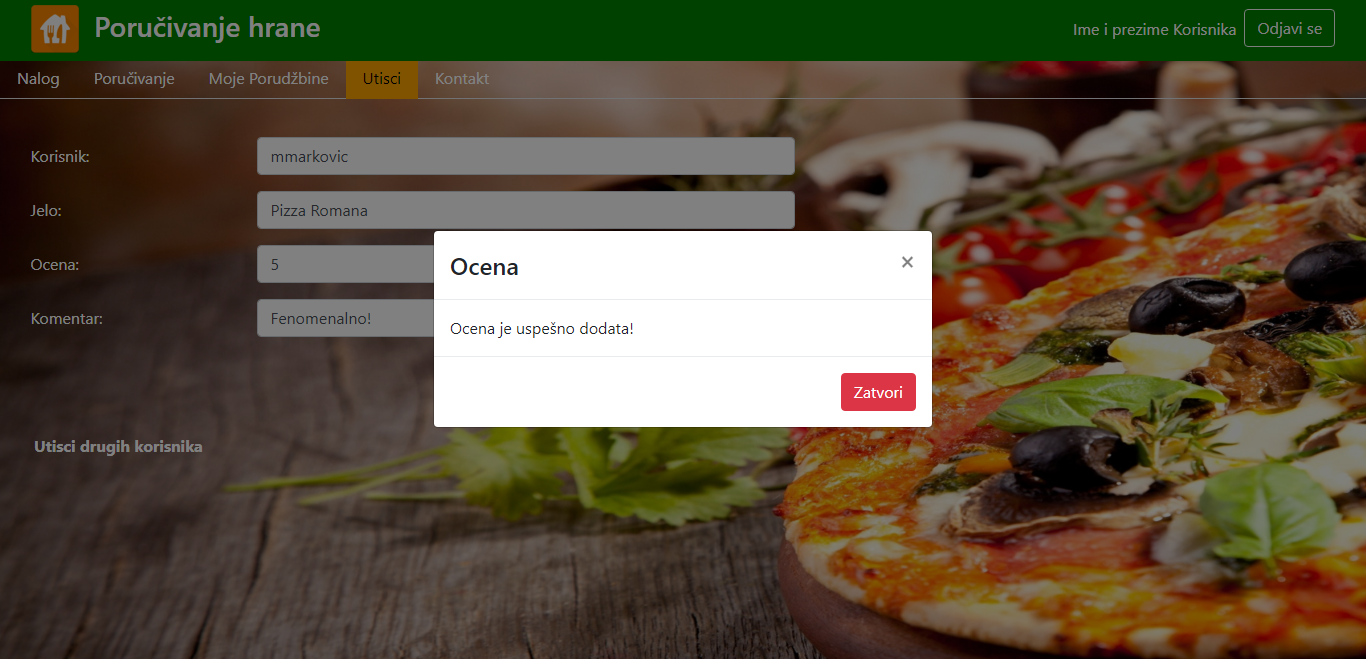 Poručivanje hrane
Ime i prezime Korisnika Odjavi se
Nalog Poručivanje Moje Porudžbine Utisci Kontakt
Korisnik: mmarkovic
Jelo: Pizza Romana
Ocena: 5
Komentar: Fenomenalno!
Ocena ×
Ocena je uspešno dodata!
Zatvori
Utisci drugih korisnika